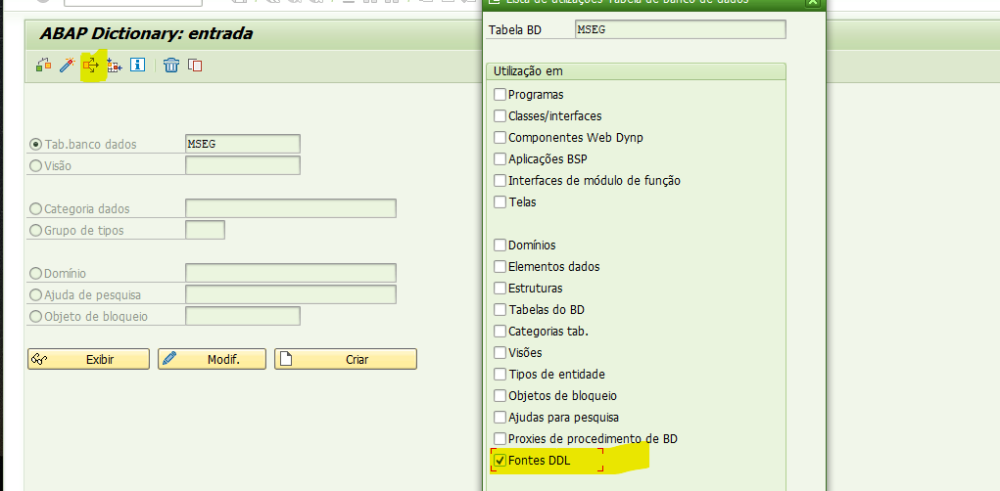 Lista de utilizações Tabela de banco de dados
ABAP Dictionary: entrada
Tab.banco dados MSEG
Visão
Categoria dados
Grupo de tipos
Domínio
Ajuda de pesquisa
Objeto de bloqueio
Exibir Modif. Criar
Tabela BD MSEG
Utilização em
Programas
Classes/interfaces
Componentes Web Dynp
Aplicações BSP
Interfaces de módulo de função
Telas
Domínios
Elementos dados
Estruturas
Tabelas do BD
Categorias tab.
Visões
Tipos de entidade
Objetos de bloqueio
Ajudas para pesquisa
Proxies de procedimento de BD
Fontes DDL